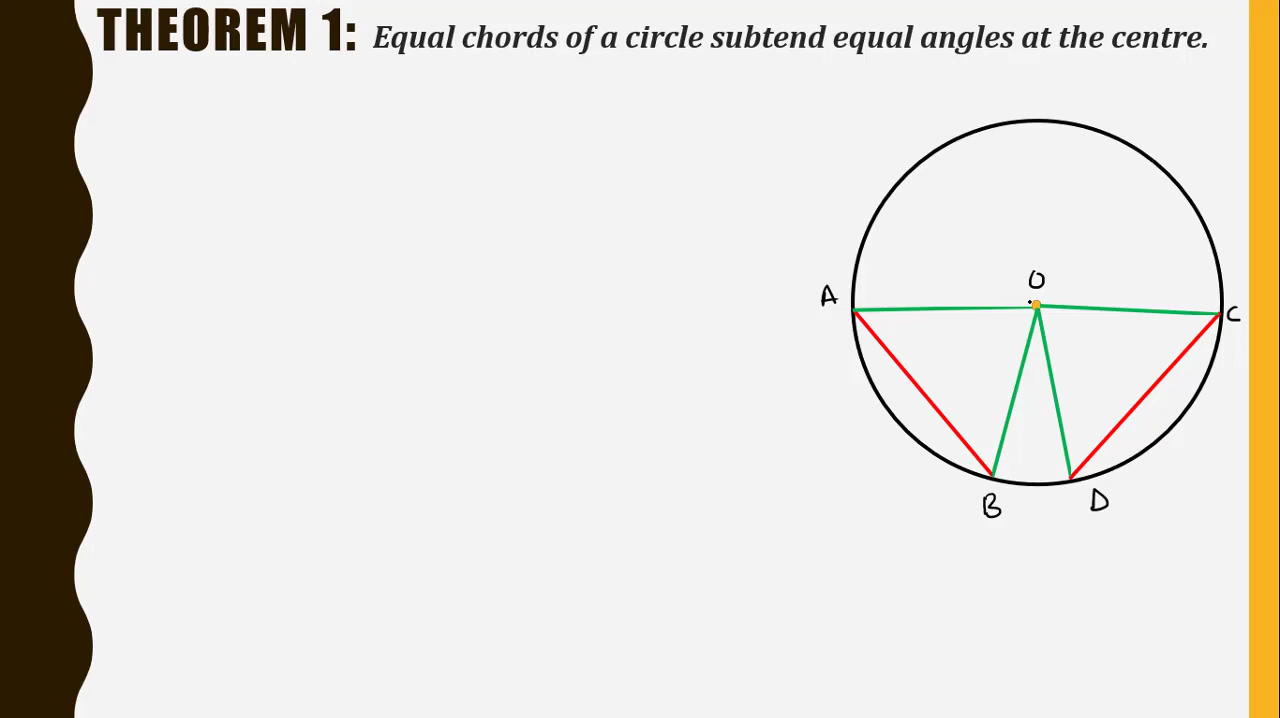 THEOREM 1: Equal chords of a circle subtend equal angles at the centre.
O
A
C
B
D